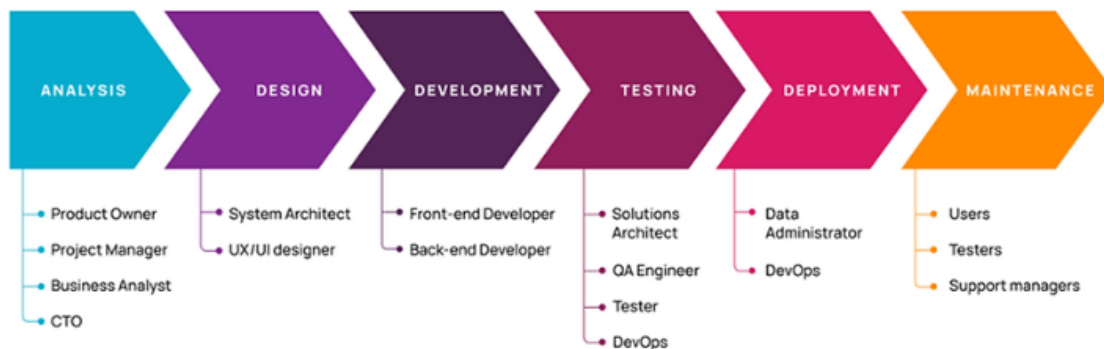 ANALYSIS
DESIGN
DEVELOPMENT
TESTING
DEPLOYMENT
MAINTENANCE
Product Owner
Project Manager
Business Analyst
CTO
System Architect
UX/UI designer
Front-end Developer
Back-end Developer
Solutions
Architect
QA Engineer
Tester
DevOps
Data
Administrator
DevOps
Users
Testers
Support managers